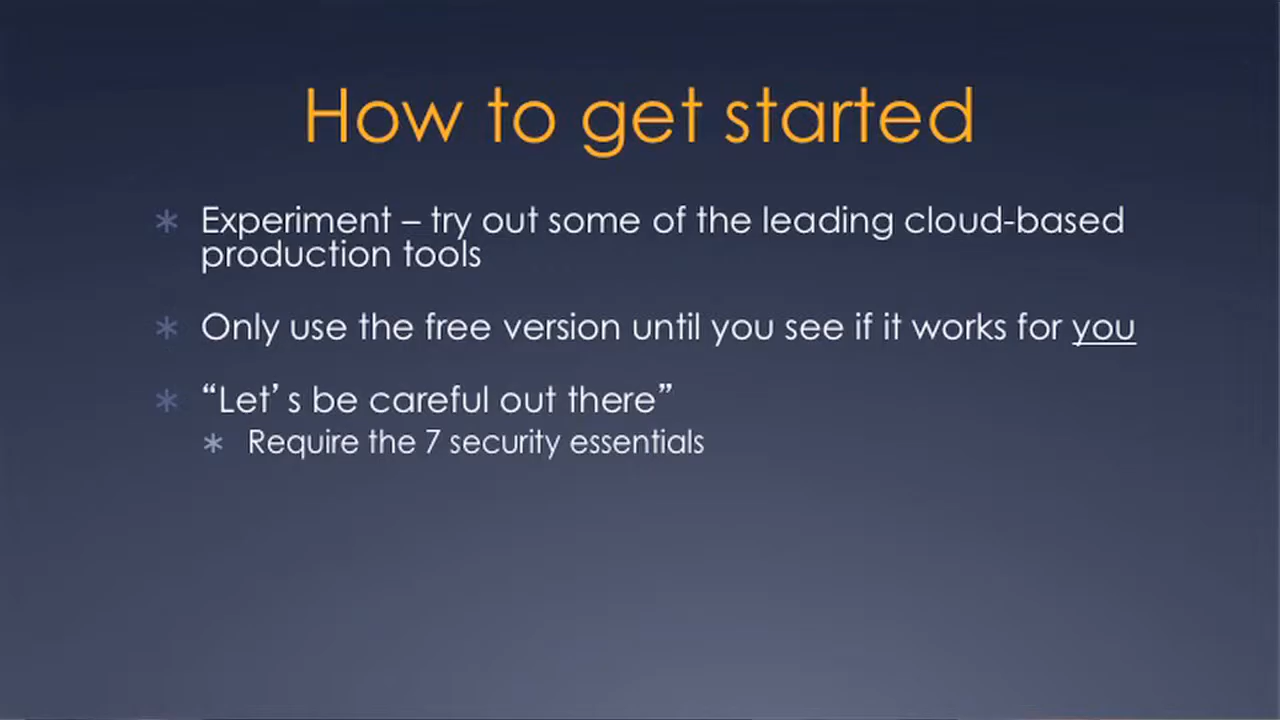 How to get started
Experiment – try out some of the leading cloud-based
production tools
Only use the free version until you see if it works for you
“Let’s be careful out there”
Require the 7 security essentials